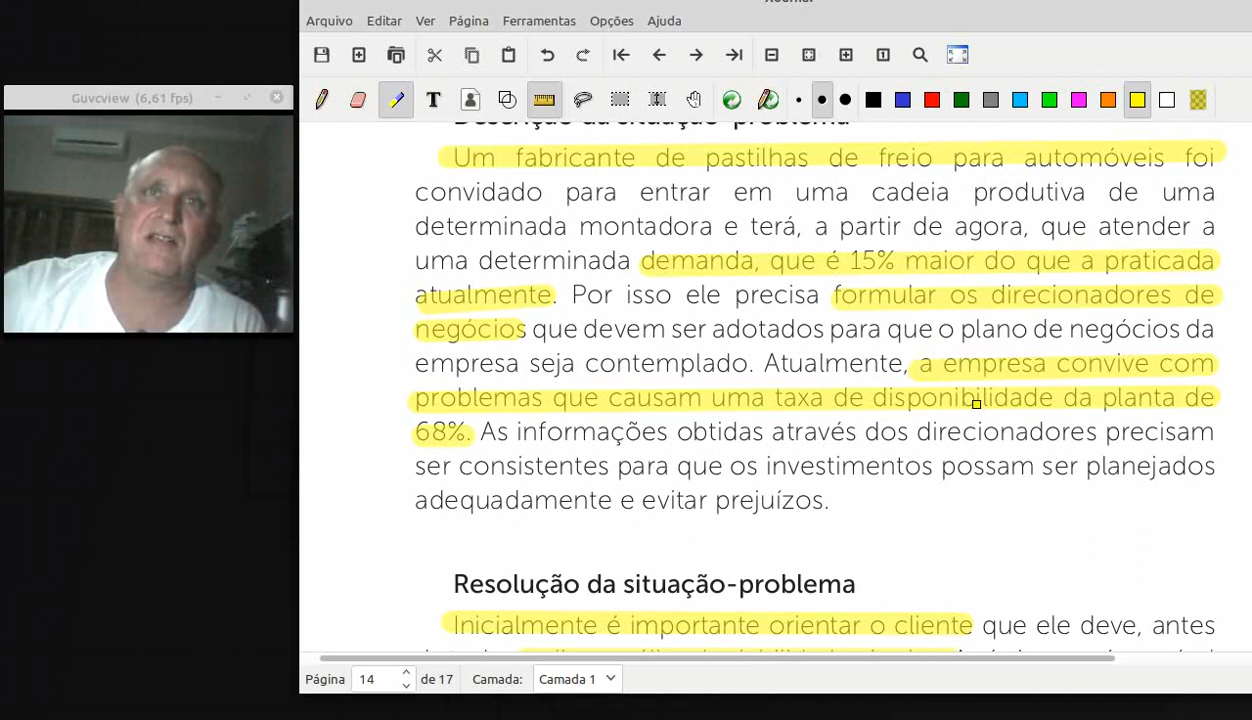 Xournal
Arquivo Editar Ver Página Ferramentas Opções Ajuda
Guvcview (6,61 fps)
T
Descrição da situação-problema
Um fabricante de pastilhas de freio para automóveis foi
convidado para entrar em uma cadeia produtiva de uma
determinada montadora e terá, a partir de agora, que atender a
uma determinada demanda, que é 15% maior do que a praticada
atualmente. Por isso ele precisa formular os direcionadores de
negócios que devem ser adotados para que o plano de negócios da
empresa seja contemplado. Atualmente, a empresa convive com
problemas que causam uma taxa de disponibilidade da planta de
68%. As informações obtidas através dos direcionadores precisam
ser consistentes para que os investimentos possam ser planejados
adequadamente e evitar prejuízos.
Resolução da situação-problema
Inicialmente é importante orientar o cliente que ele deve, antes
Página 14 de 17 Camada: Camada 1